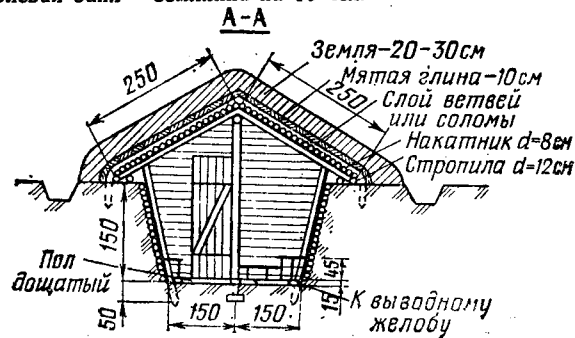 А-А
Земля-20-30см
Мятая глина-10см
Слой ветвей
или соломы
Накатник d=8см
Стропила d=12см
250
250
150
Пол
дощатый
50
150
150
45
15
К выводному
желобу